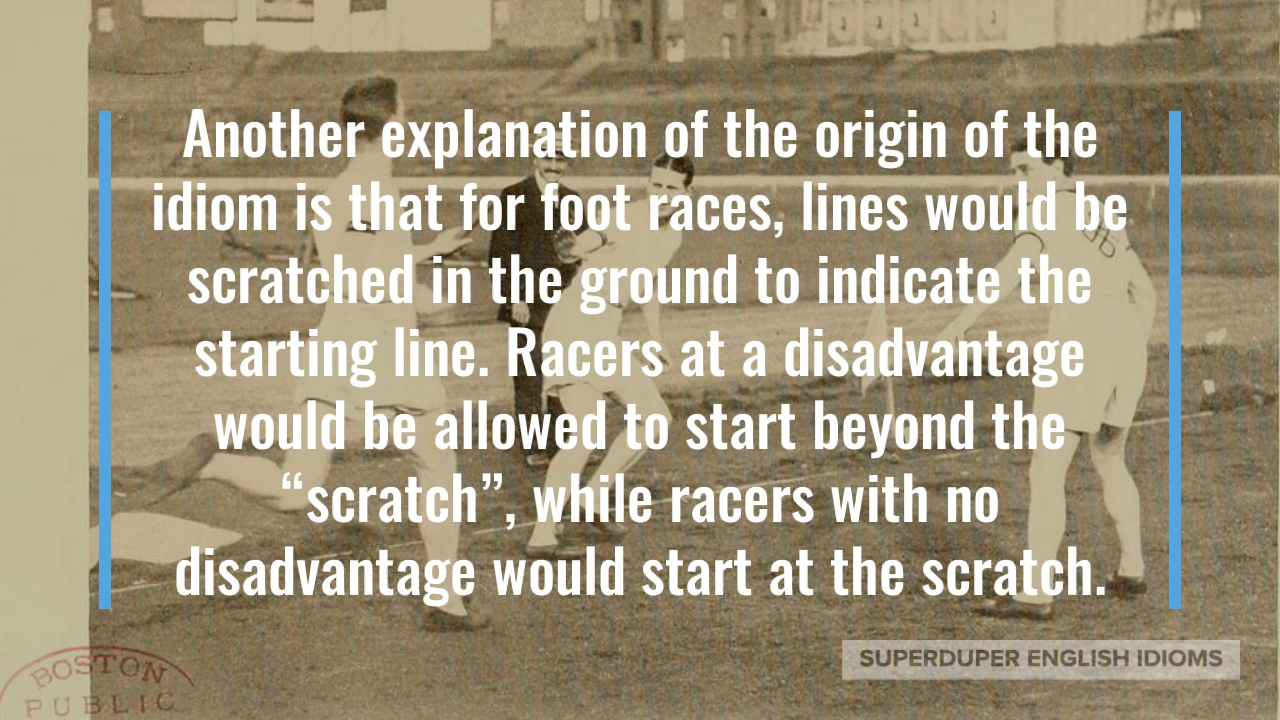 Another explanation of the origin of the
idiom is that for foot races, lines would be
scratched in the ground to indicate the
starting line. Racers at a disadvantage
would be allowed to start beyond the
“scratch”, while racers with no
disadvantage would start at the scratch.
SUPERDUPER ENGLISH IDIOMS
BOSTON
PUBLIC